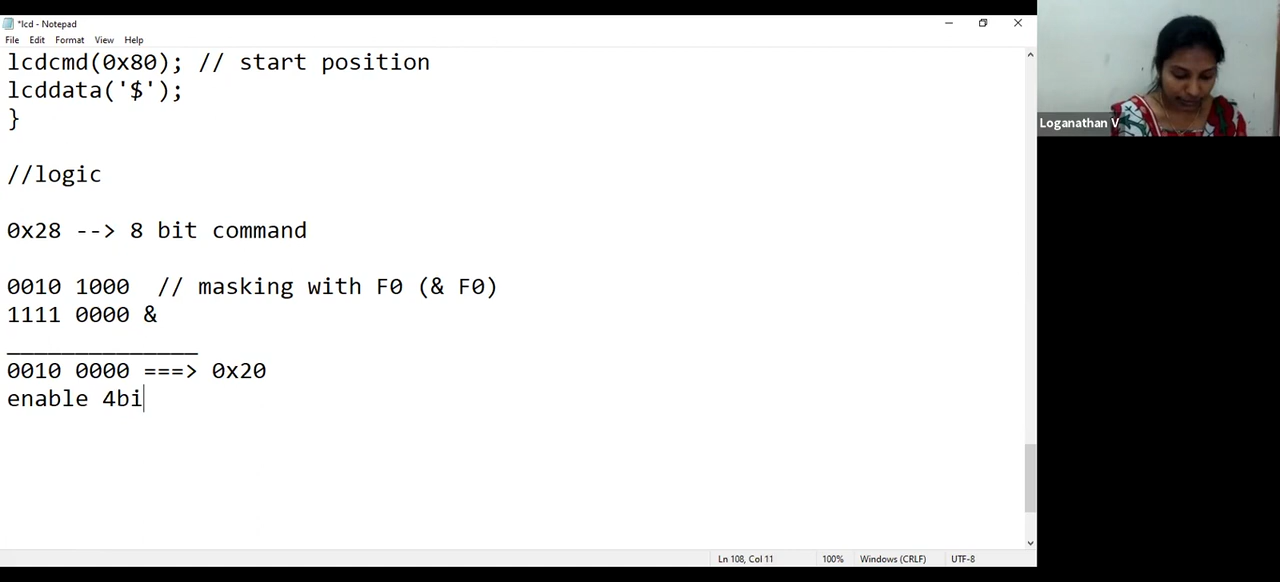 *lcd - Notepad
File Edit Format View Help
lcdcmd(0x80); // start position
lcddata('$');
}
//logic
0x28 --> 8 bit command
0010 1000  // masking with F0 (& F0)
1111 0000 &
______________
0010 0000 ===> 0x20
enable 4bi
Ln 108, Col 11 100% Windows (CRLF) UTF-8
Loganathan V